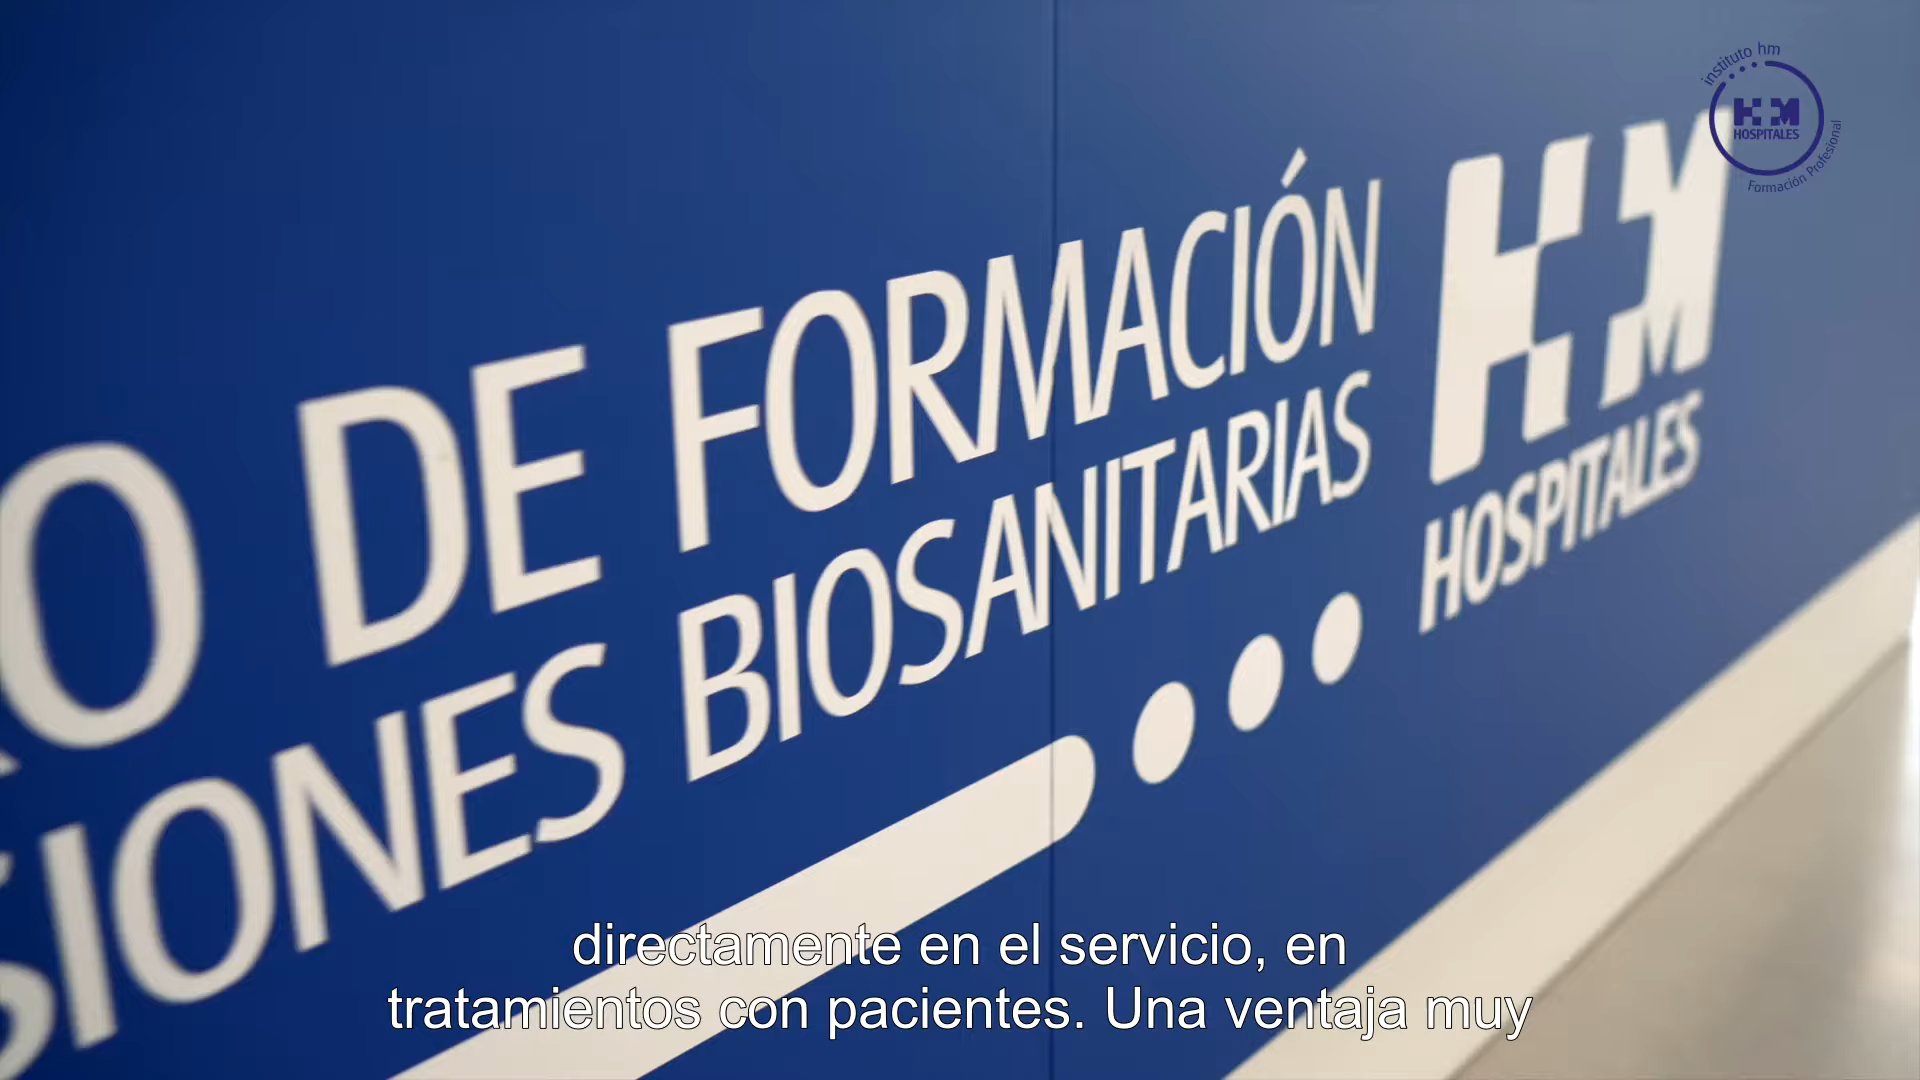 DE FORMACIÓN
BIOSANITARIAS
HM
HOSPITALES
instituto hm
HM
HOSPITALES
Formación Profesional
directamente en el servicio, en
tratamientos con pacientes. Una ventaja muy